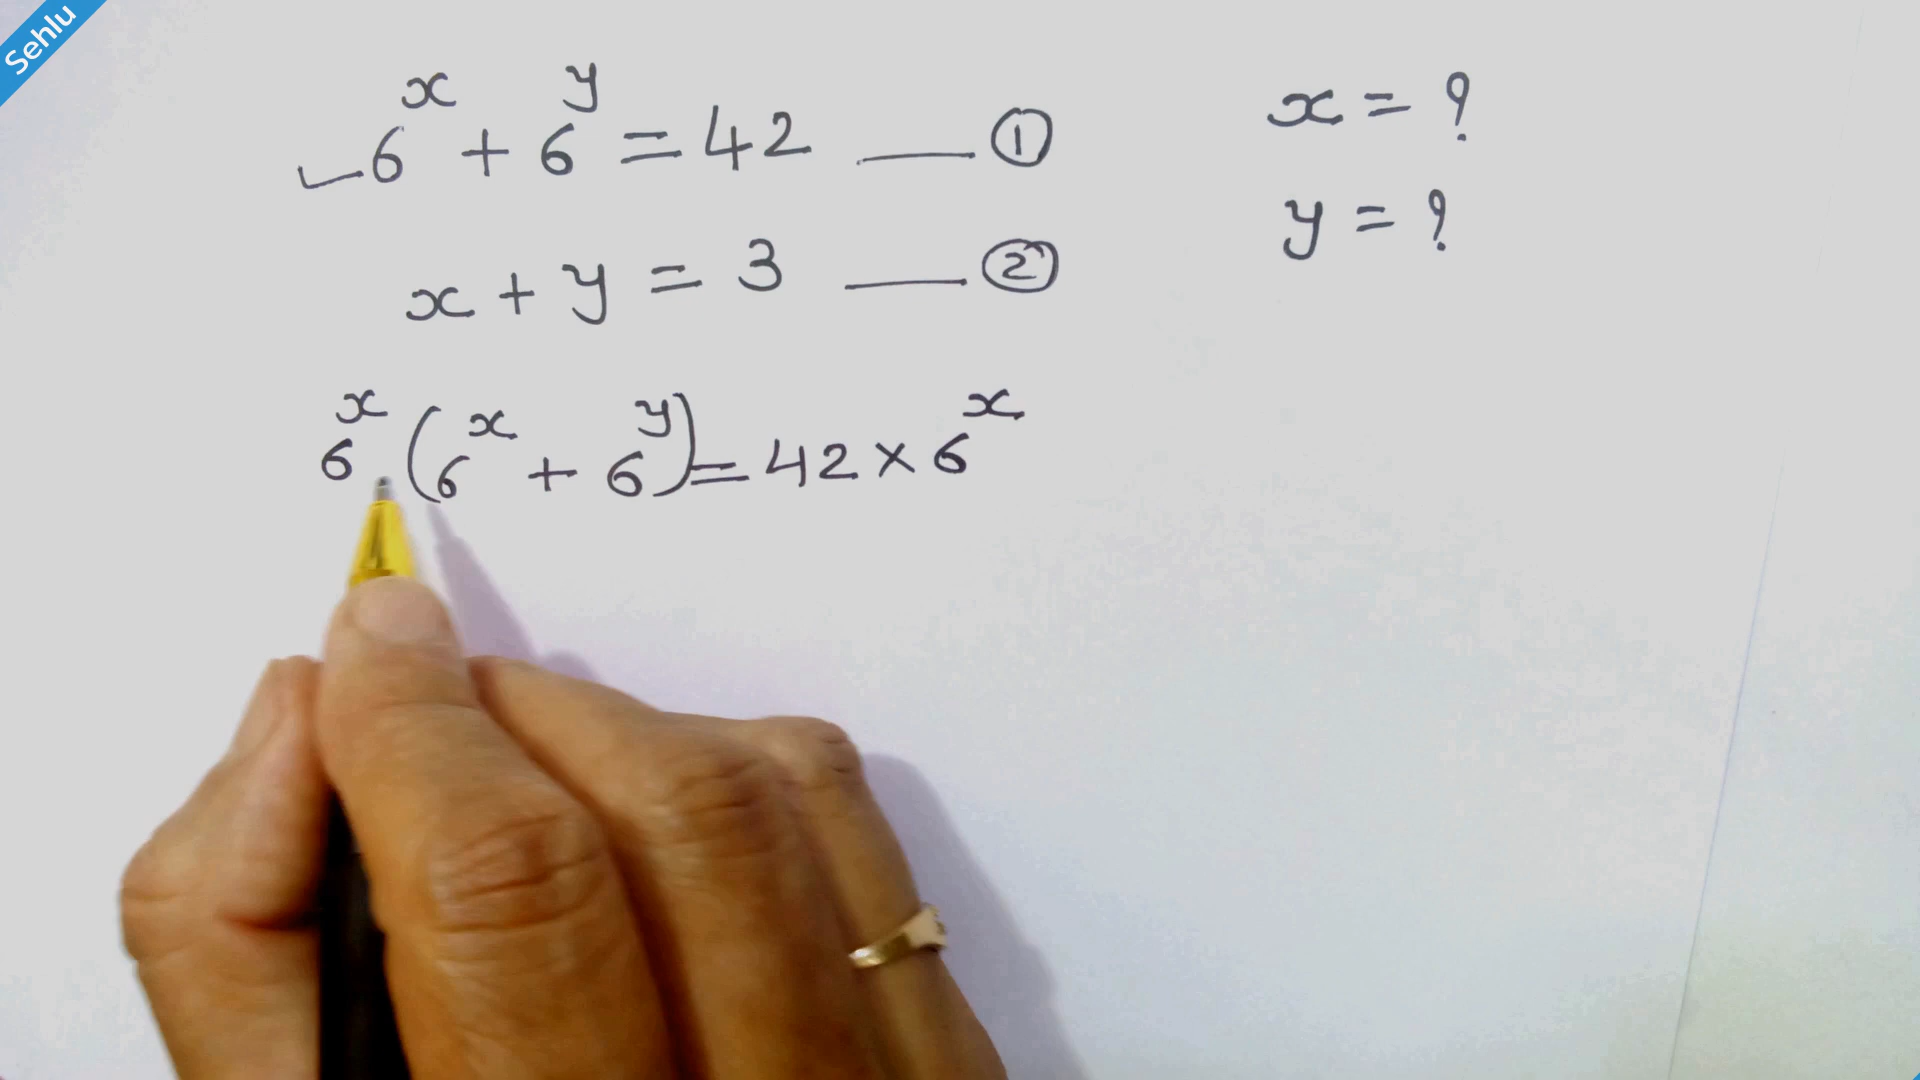 Sehlu
6^x + 6^y = 42 —— ①
x + y = 3 —— ②
x = ?
y = ?
6^x (6^x + 6^y) = 42 × 6^x